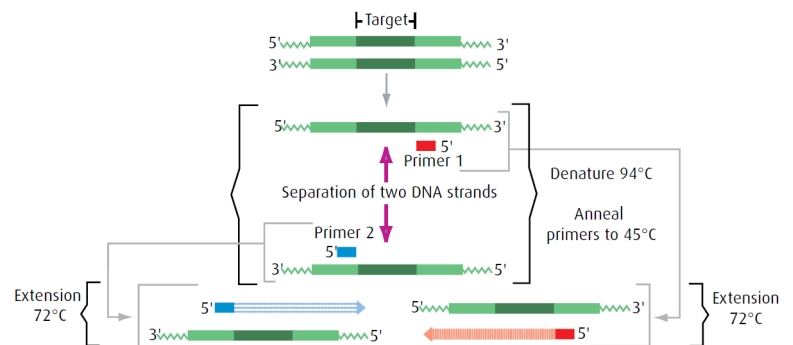 Target
5' 3'
3' 5'
5' 3'
5'
Primer 1
Denature 94°C
Separation of two DNA strands
Anneal
primers to 45°C
Primer 2
5'
3' 5'
Extension
72°C
5'
3' 5'
5' 3'
5'
Extension
72°C